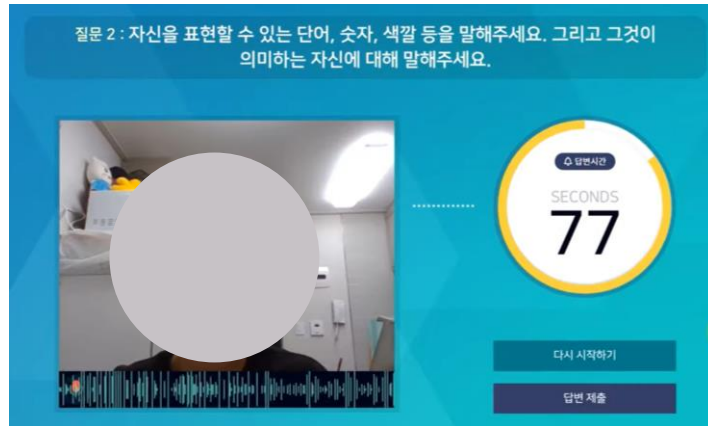 질문 2 : 자신을 표현할 수 있는 단어, 숫자, 색깔 등을 말해주세요. 그리고 그것이
의미하는 자신에 대해 말해주세요.
답변시간
SECONDS
77
다시 시작하기
답변 제출